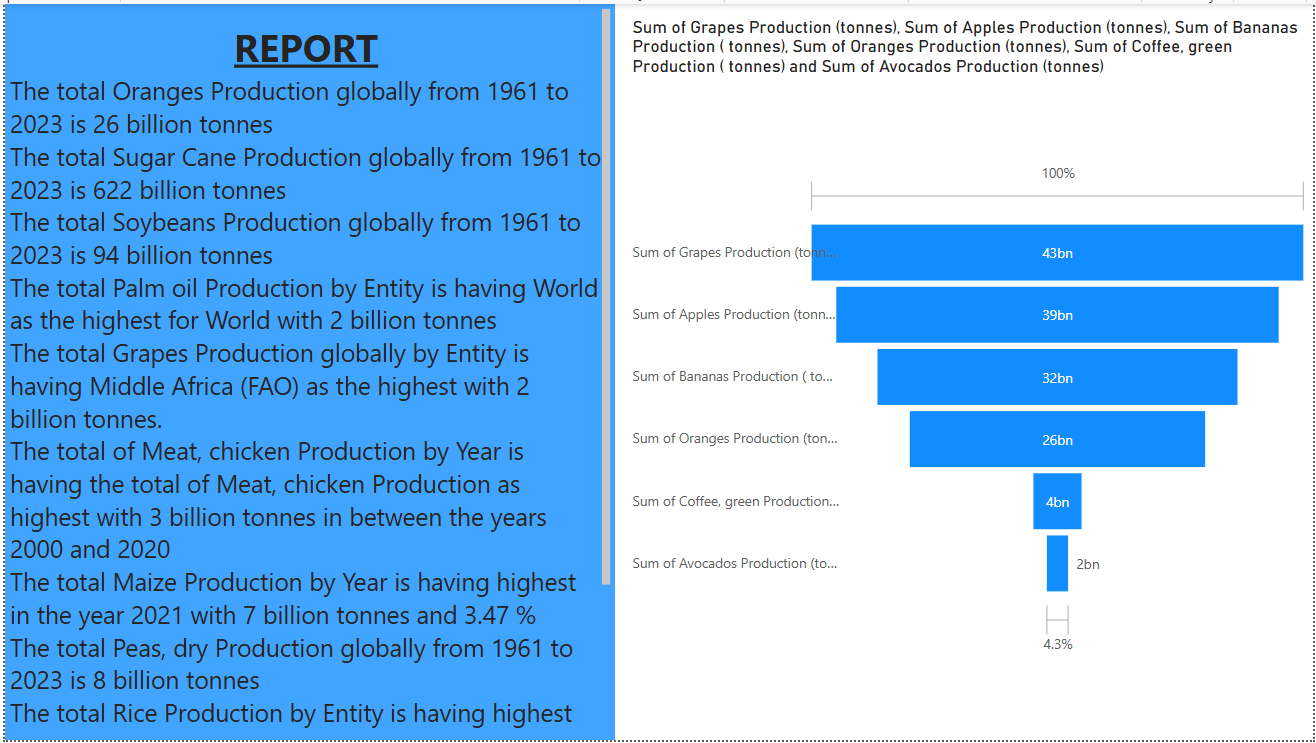 REPORT
The total Oranges Production globally from 1961 to
2023 is 26 billion tonnes
The total Sugar Cane Production globally from 1961 to
2023 is 622 billion tonnes
The total Soybeans Production globally from 1961 to
2023 is 94 billion tonnes
The total Palm oil Production by Entity is having World
as the highest for World with 2 billion tonnes
The total Grapes Production globally by Entity is
having Middle Africa (FAO) as the highest with 2
billion tonnes.
The total of Meat, chicken Production by Year is
having the total of Meat, chicken Production as
highest with 3 billion tonnes in between the years
2000 and 2020
The total Maize Production by Year is having highest
in the year 2021 with 7 billion tonnes and 3.47 %
The total Peas, dry Production globally from 1961 to
2023 is 8 billion tonnes
The total Rice Production by Entity is having highest
Sum of Grapes Production (tonnes), Sum of Apples Production (tonnes), Sum of Bananas
Production ( tonnes), Sum of Oranges Production (tonnes), Sum of Coffee, green
Production ( tonnes) and Sum of Avocados Production (tonnes)
100%
Sum of Grapes Production (tonn...
43bn
Sum of Apples Production (tonn...
39bn
Sum of Bananas Production ( to...
32bn
Sum of Oranges Production (ton...
26bn
Sum of Coffee, green Production...
4bn
Sum of Avocados Production (to...
2bn
4.3%